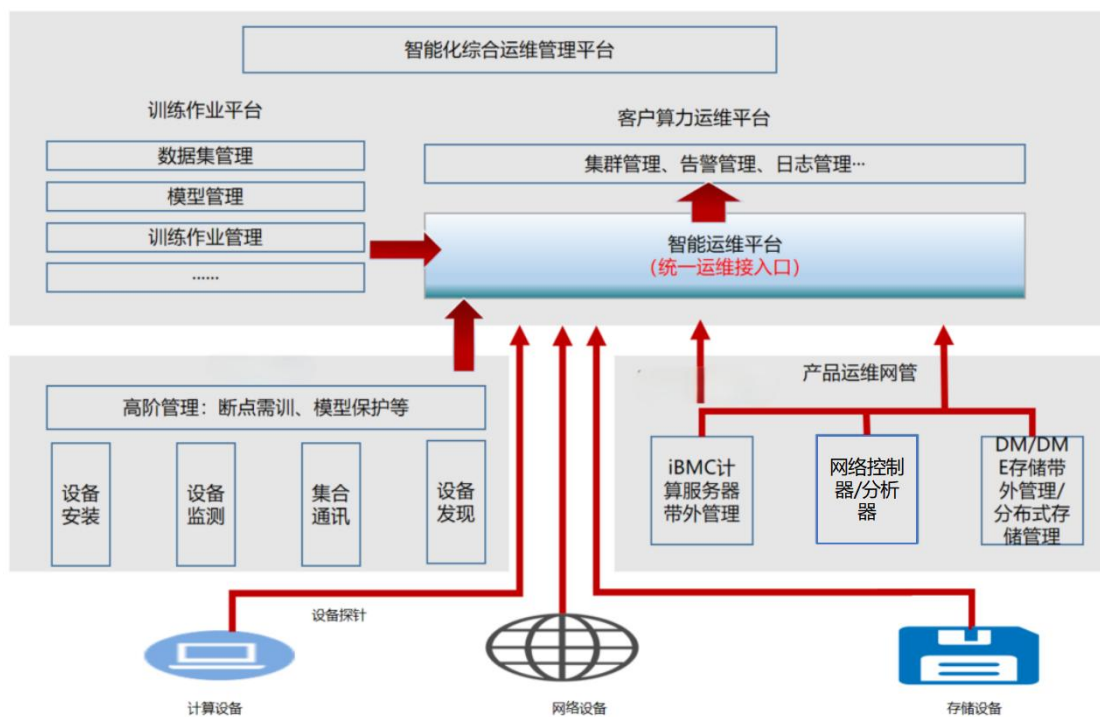 智能化综合运维管理平台
训练作业平台
数据集管理
模型管理
训练作业管理
......
客户算力运维平台
集群管理、告警管理、日志管理...
智能运维平台
(统一运维接入口)
高阶管理：断点需训、模型保护等
设备
安装
设备
监测
集合
通讯
设备
发现
产品运维网管
iBMC计
算服务器
带外管理
网络控制
器/分析
器
DM/DM
E存储带
外管理/
分布式存
储管理
设备探针
计算设备
网络设备
存储设备